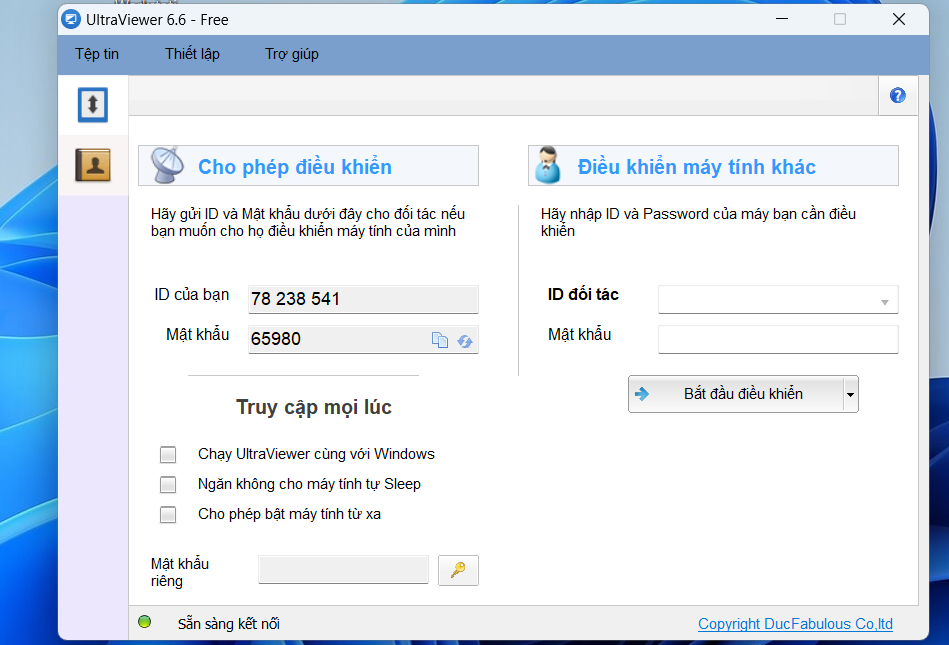 UltraViewer 6.6 - Free
Tệp tin Thiết lập Trợ giúp
?
Cho phép điều khiển
Hãy gửi ID và Mật khẩu dưới đây cho đối tác nếu
bạn muốn cho họ điều khiển máy tính của mình
ID của bạn 78 238 541
Mật khẩu 65980
Truy cập mọi lúc
Chạy UltraViewer cùng với Windows
Ngăn không cho máy tính tự Sleep
Cho phép bật máy tính từ xa
Mật khẩu
riêng
Điều khiển máy tính khác
Hãy nhập ID và Password của máy bạn cần điều
khiển
ID đối tác
Mật khẩu
Bắt đầu điều khiển
Sẵn sàng kết nối
Copyright DucFabulous Co,ltd